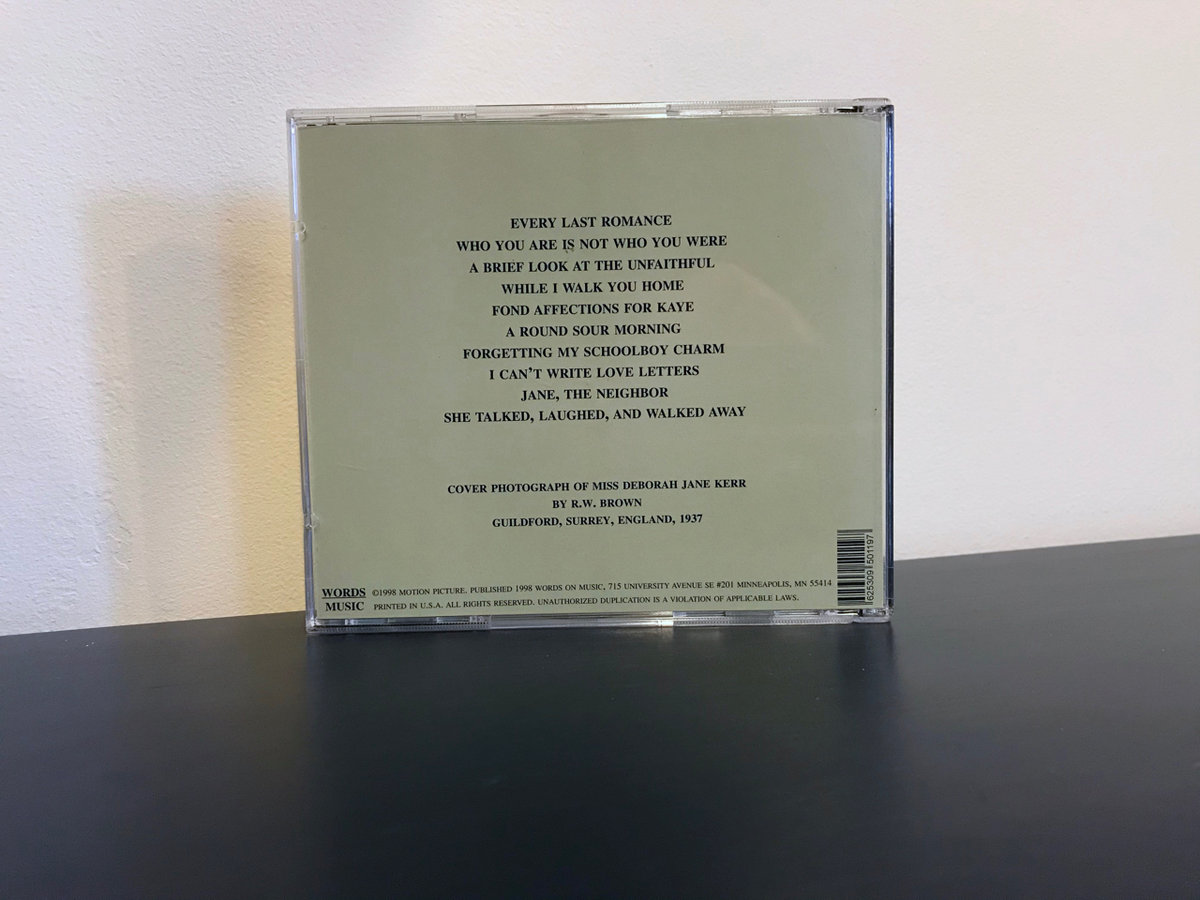 EVERY LAST ROMANCE
WHO YOU ARE IS NOT WHO YOU WERE
A BRIEF LOOK AT THE UNFAITHFUL
WHILE I WALK YOU HOME
FOND AFFECTIONS FOR KAYE
A ROUND SOUR MORNING
FORGETTING MY SCHOOLBOY CHARM
I CAN'T WRITE LOVE LETTERS
JANE, THE NEIGHBOR
SHE TALKED, LAUGHED, AND WALKED AWAY
COVER PHOTOGRAPH OF MISS DEBORAH JANE KERR
BY R.W. BROWN
GUILDFORD, SURREY, ENGLAND, 1937
WORDS
MUSIC
©1998 MOTION PICTURE. PUBLISHED 1998 WORDS ON MUSIC, 715 UNIVERSITY AVENUE SE #201 MINNEAPOLIS, MN 55414
PRINTED IN U.S.A. ALL RIGHTS RESERVED. UNAUTHORIZED DUPLICATION IS A VIOLATION OF APPLICABLE LAWS.
625309 501197